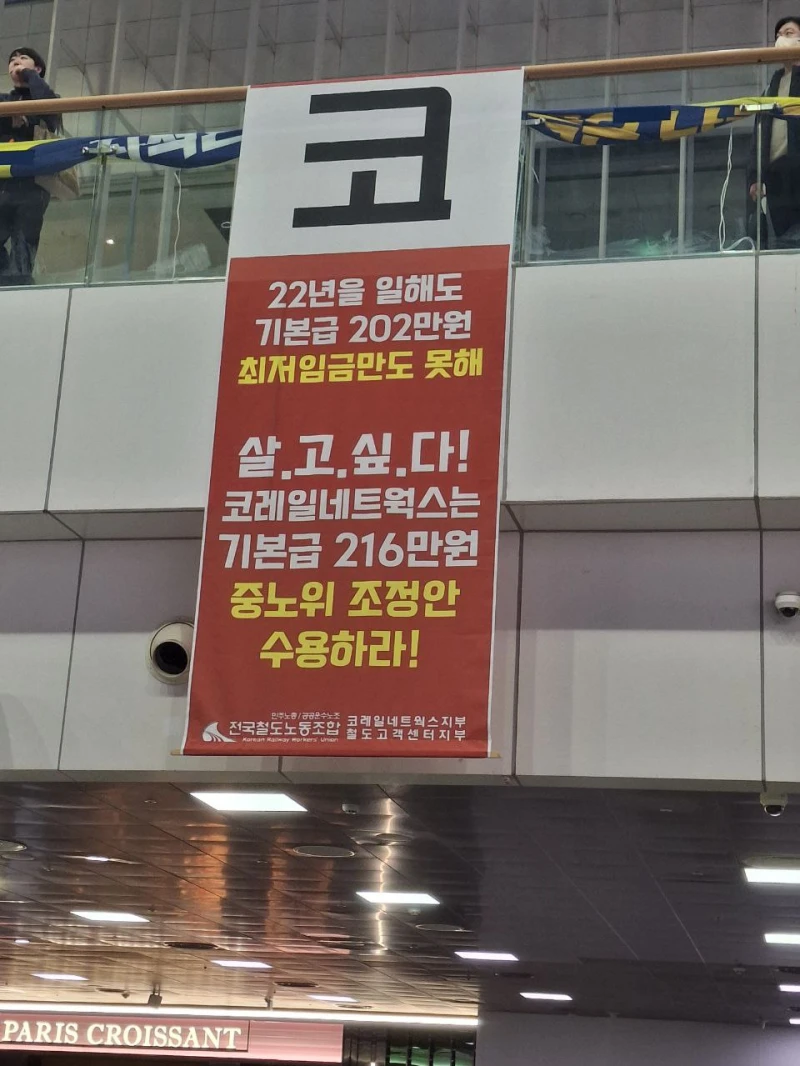 코
22년을 일해도
기본급 202만원
최저임금만도 못해
살.고.싶.다!
코레일네트웍스는
기본급 216만원
중노위 조정안
수용하라!
민주노총/공공운수노조
전국철도노동조합
Korean Railway Workers' Union
코레일네트웍스지부
철도고객센터지부
PARIS CROISSANT